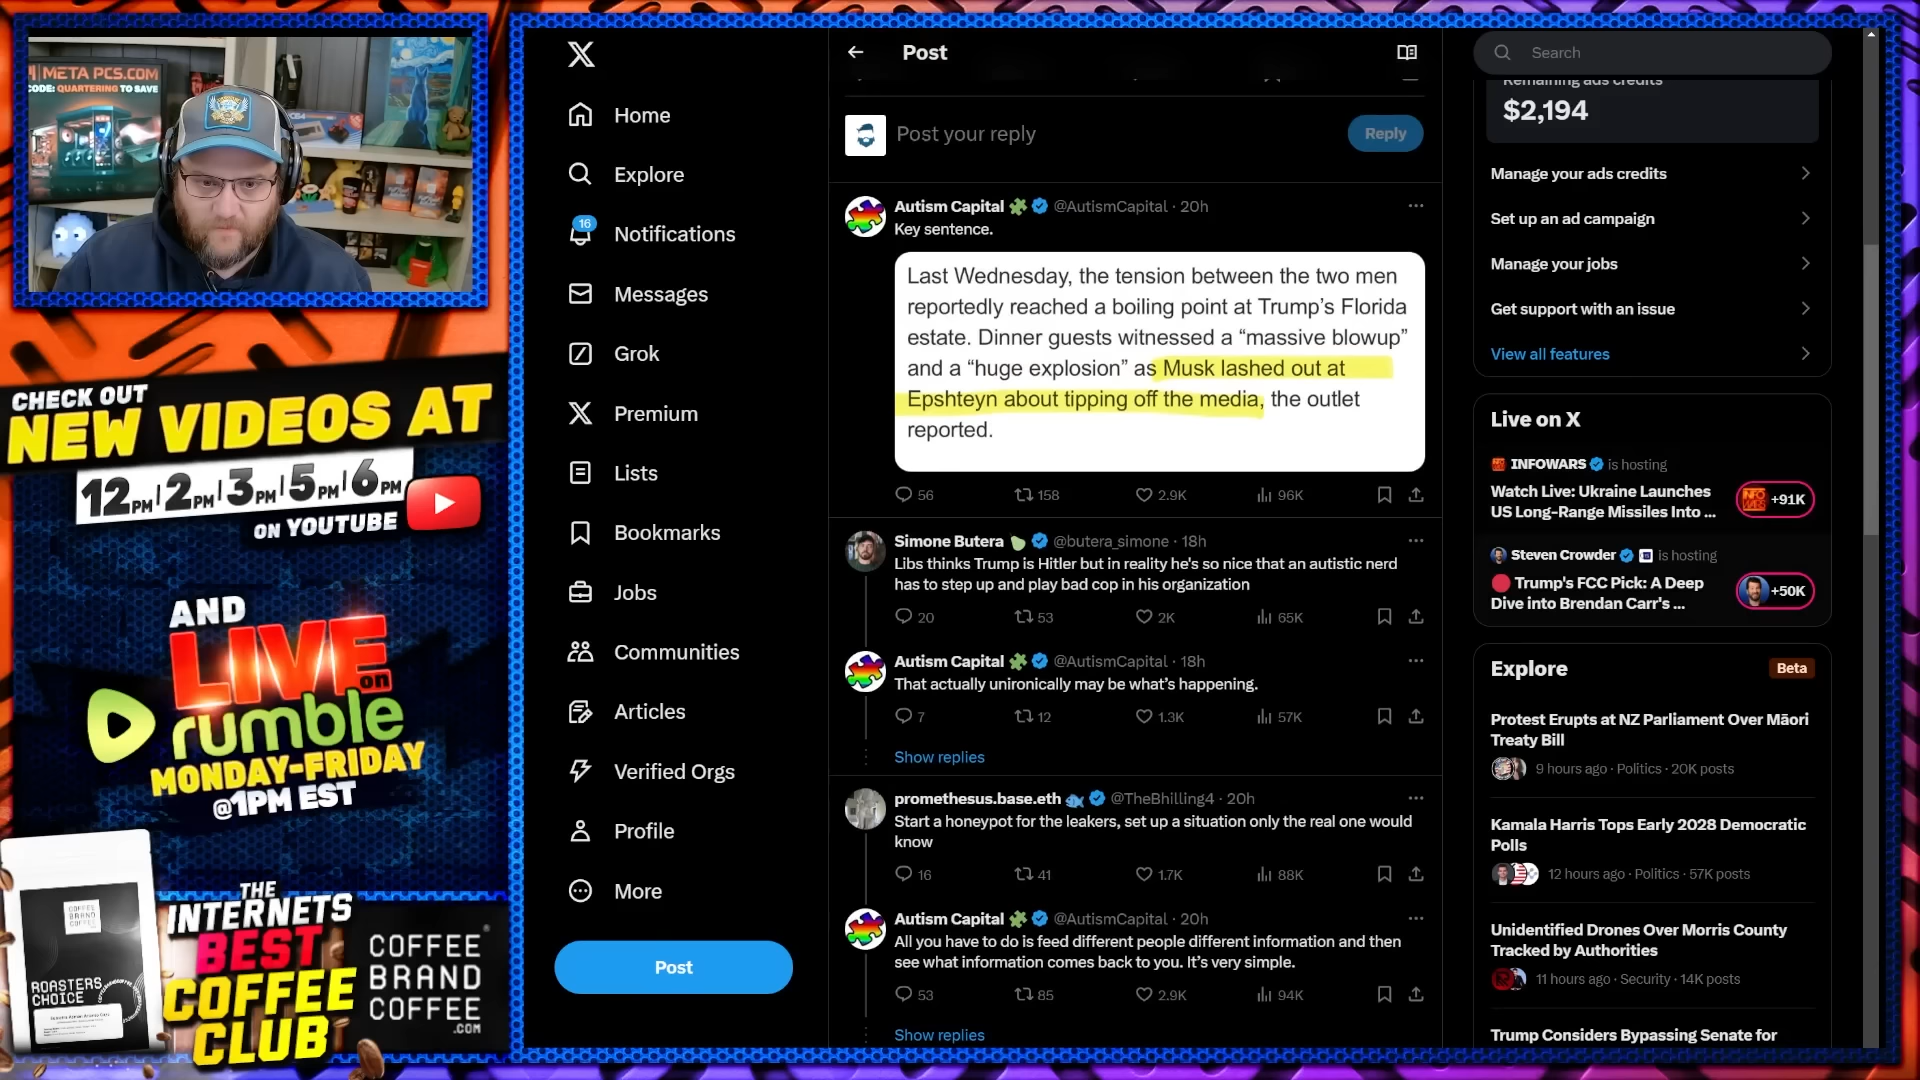 META PCS.COM
CODE: QUARTERING TO SAVE
CHECK OUT
NEW VIDEOS AT
12PM | 2PM | 3PM | 5PM | 6PM
ON YOUTUBE
AND
LIVE
on
rumble
MONDAY-FRIDAY
@1PM EST
COFFEE
BRAND
COFFEE
ROASTERS
CHOICE
THE
INTERNETS
BEST
COFFEE
CLUB
COFFEE
BRAND
COFFEE
.COM
Home
Explore
16
Notifications
Messages
Grok
Premium
Lists
Bookmarks
Jobs
Communities
Articles
Verified Orgs
Profile
More
Post
Post
Post your reply
Reply
Autism Capital @AutismCapital · 20h
Key sentence.
Last Wednesday, the tension between the two men
reportedly reached a boiling point at Trump’s Florida
estate. Dinner guests witnessed a “massive blowup”
and a “huge explosion” as Musk lashed out at
Epshteyn about tipping off the media, the outlet
reported.
56 158 2.9K 96K
Simone Butera @butera_simone · 18h
Libs thinks Trump is Hitler but in reality he's so nice that an autistic nerd
has to step up and play bad cop in his organization
20 53 2K 65K
Autism Capital @AutismCapital · 18h
That actually unironically may be what’s happening.
7 12 1.3K 57K
Show replies
promethesus.base.eth @TheBhilling4 · 20h
Start a honeypot for the leakers, set up a situation only the real one would
know
16 41 1.7K 88K
Autism Capital @AutismCapital · 20h
All you have to do is feed different people different information and then
see what information comes back to you. It’s very simple.
53 85 2.9K 94K
Show replies
Search
Remaining ads credits
$2,194
Manage your ads credits
Set up an ad campaign
Manage your jobs
Get support with an issue
View all features
Live on X
INFOWARS is hosting
Watch Live: Ukraine Launches
US Long-Range Missiles Into ...
INFO
WARS
+91K
Steven Crowder is hosting
Trump's FCC Pick: A Deep
Dive into Brendan Carr's ...
+50K
Explore
Beta
Protest Erupts at NZ Parliament Over Māori
Treaty Bill
9 hours ago · Politics · 20K posts
Kamala Harris Tops Early 2028 Democratic
Polls
12 hours ago · Politics · 57K posts
Unidentified Drones Over Morris County
Tracked by Authorities
11 hours ago · Security · 14K posts
Trump Considers Bypassing Senate for